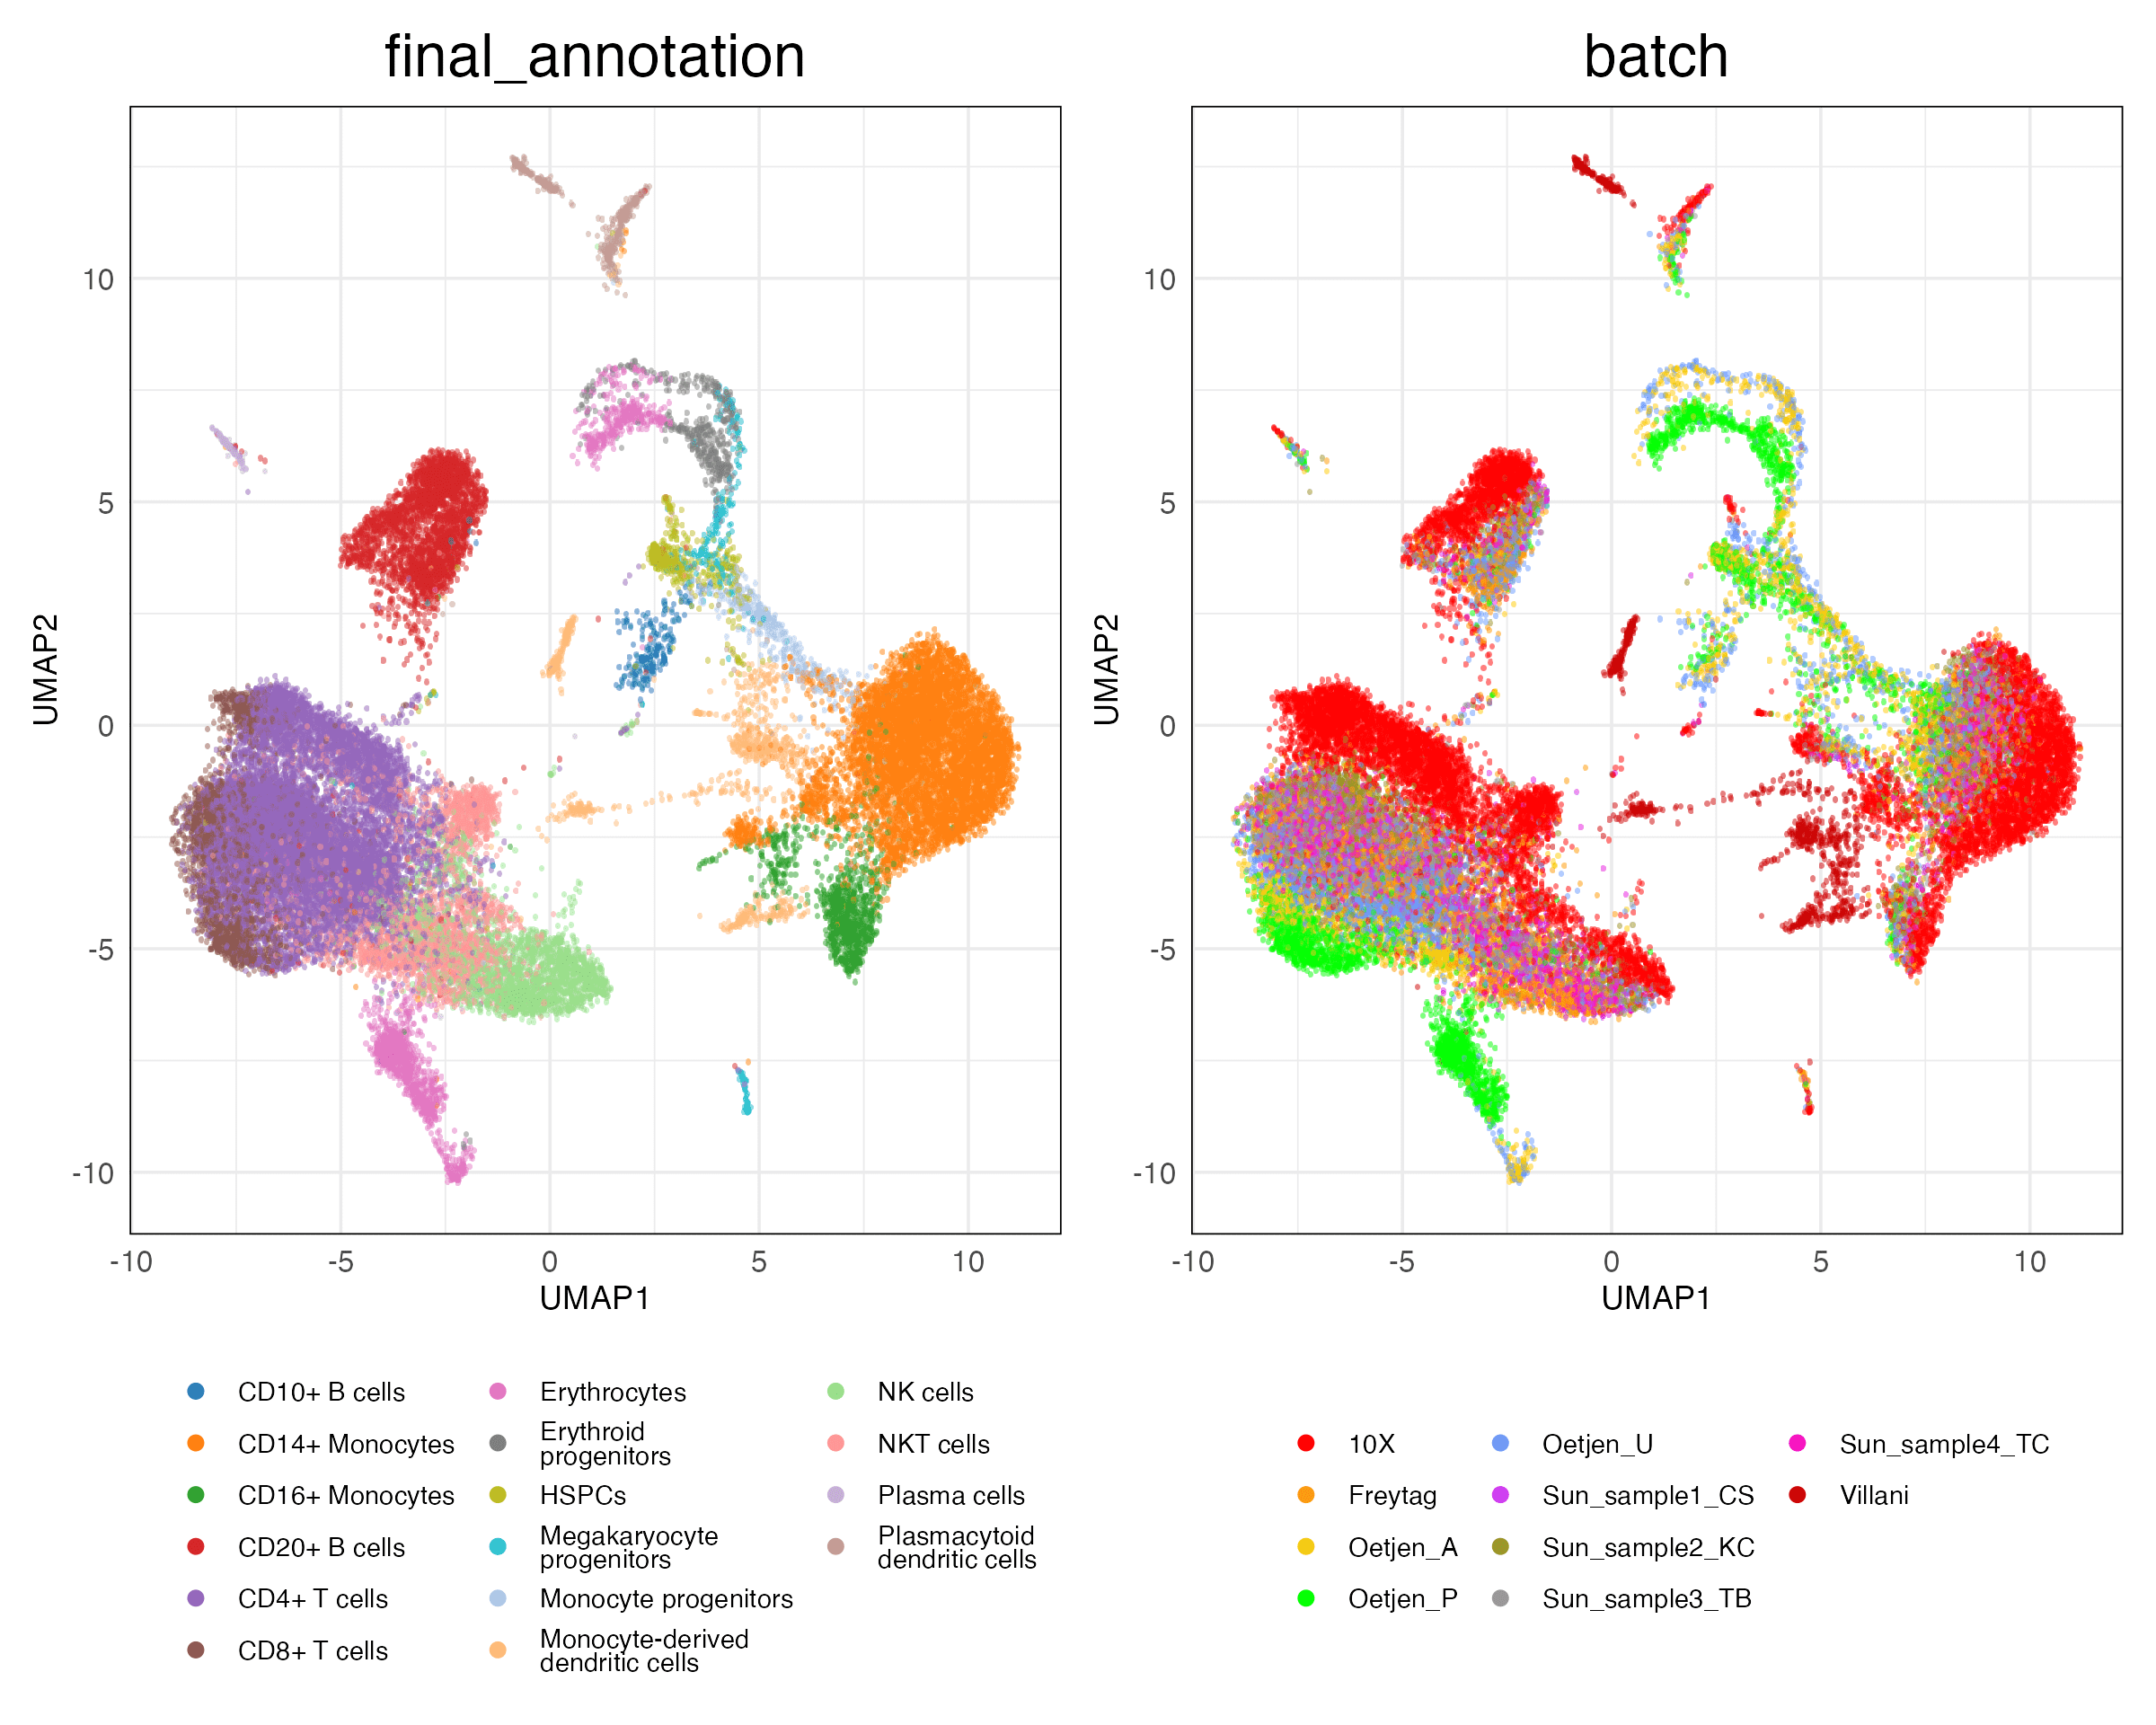 final_annotation
batch
UMAP2
10
5
0
-5
-10
-10
-5
0
5
10
UMAP1
UMAP2
10
5
0
-5
-10
-10
-5
0
5
10
UMAP1
CD10+ B cells
CD14+ Monocytes
CD16+ Monocytes
CD20+ B cells
CD4+ T cells
CD8+ T cells
Erythrocytes
Erythroid
progenitors
HSPCs
Megakaryocyte
progenitors
Monocyte progenitors
Monocyte-derived
dendritic cells
NK cells
NKT cells
Plasma cells
Plasmacytoid
dendritic cells
10X
Freytag
Oetjen_A
Oetjen_P
Oetjen_U
Sun_sample1_CS
Sun_sample2_KC
Sun_sample3_TB
Sun_sample4_TC
Villani